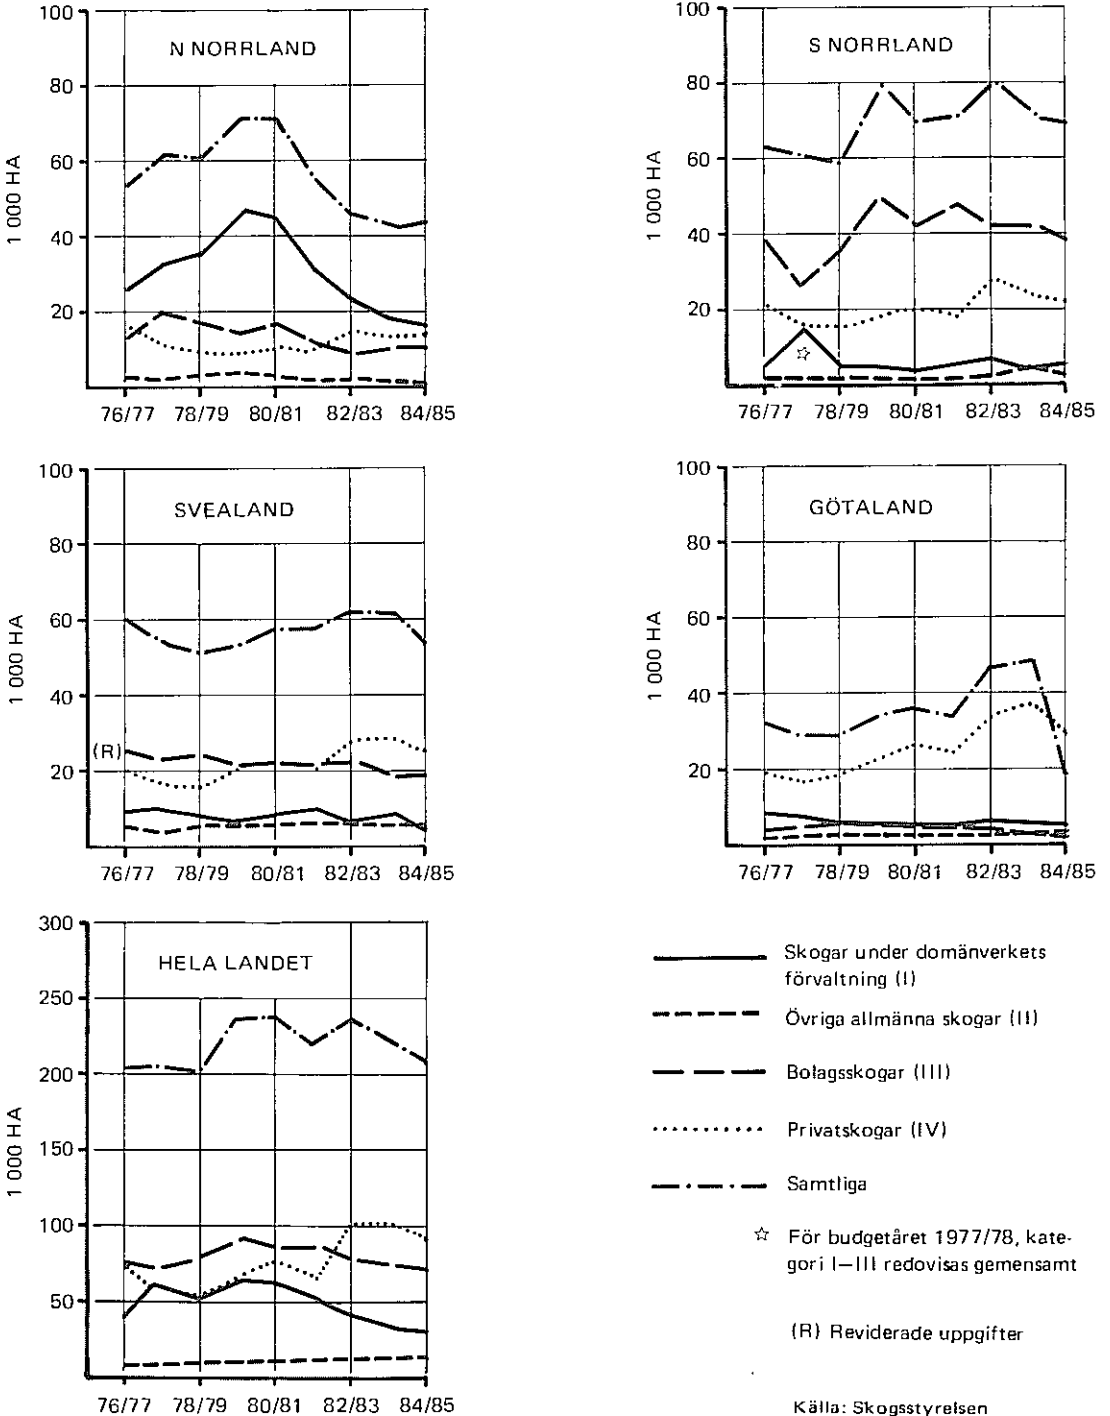 N NORRLAND
1 000 HA
100
80
60
40
20
76/77 78/79 80/81 82/83 84/85
S NORRLAND
1 000 HA
100
80
60
40
20
☆
76/77 78/79 80/81 82/83 84/85
SVEALAND
1 000 HA
100
80
60
40
(R)
20
76/77 78/79 80/81 82/83 84/85
GÖTALAND
1 000 HA
100
80
60
40
20
76/77 78/79 80/81 82/83 84/85
HELA LANDET
1 000 HA
300
250
200
150
100
50
76/77 78/79 80/81 82/83 84/85
Skogar under domänverkets
förvaltning (I)
Övriga allmänna skogar (II)
Bolagsskogar (III)
Privatskogar (IV)
Samtliga
☆ För budgetåret 1977/78, kate-
gori I–III redovisas gemensamt
(R) Reviderade uppgifter
Källa: Skogsstyrelsen